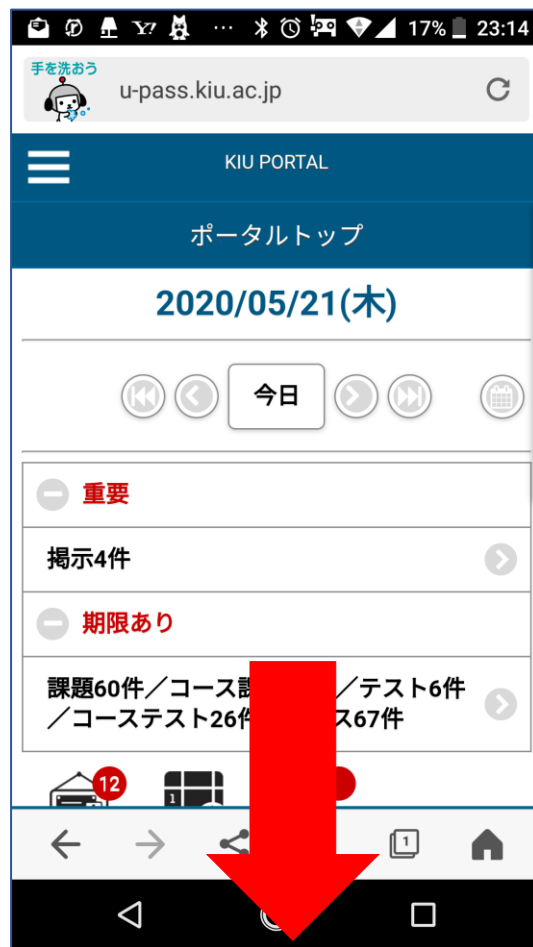 Y!
17%
23:14
手を洗おう
u-pass.kiu.ac.jp
KIU PORTAL
ポータルトップ
2020/05/21(木)
今日
重要
掲示4件
期限あり
課題60件／コース課 ／テスト6件
／コーステスト26件 ス67件
12
1
1